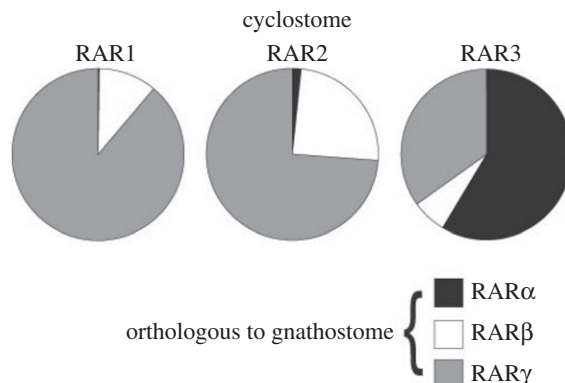 cyclostome
RAR1 RAR2 RAR3
RARα
orthologous to gnathostome { RARβ
RARγ